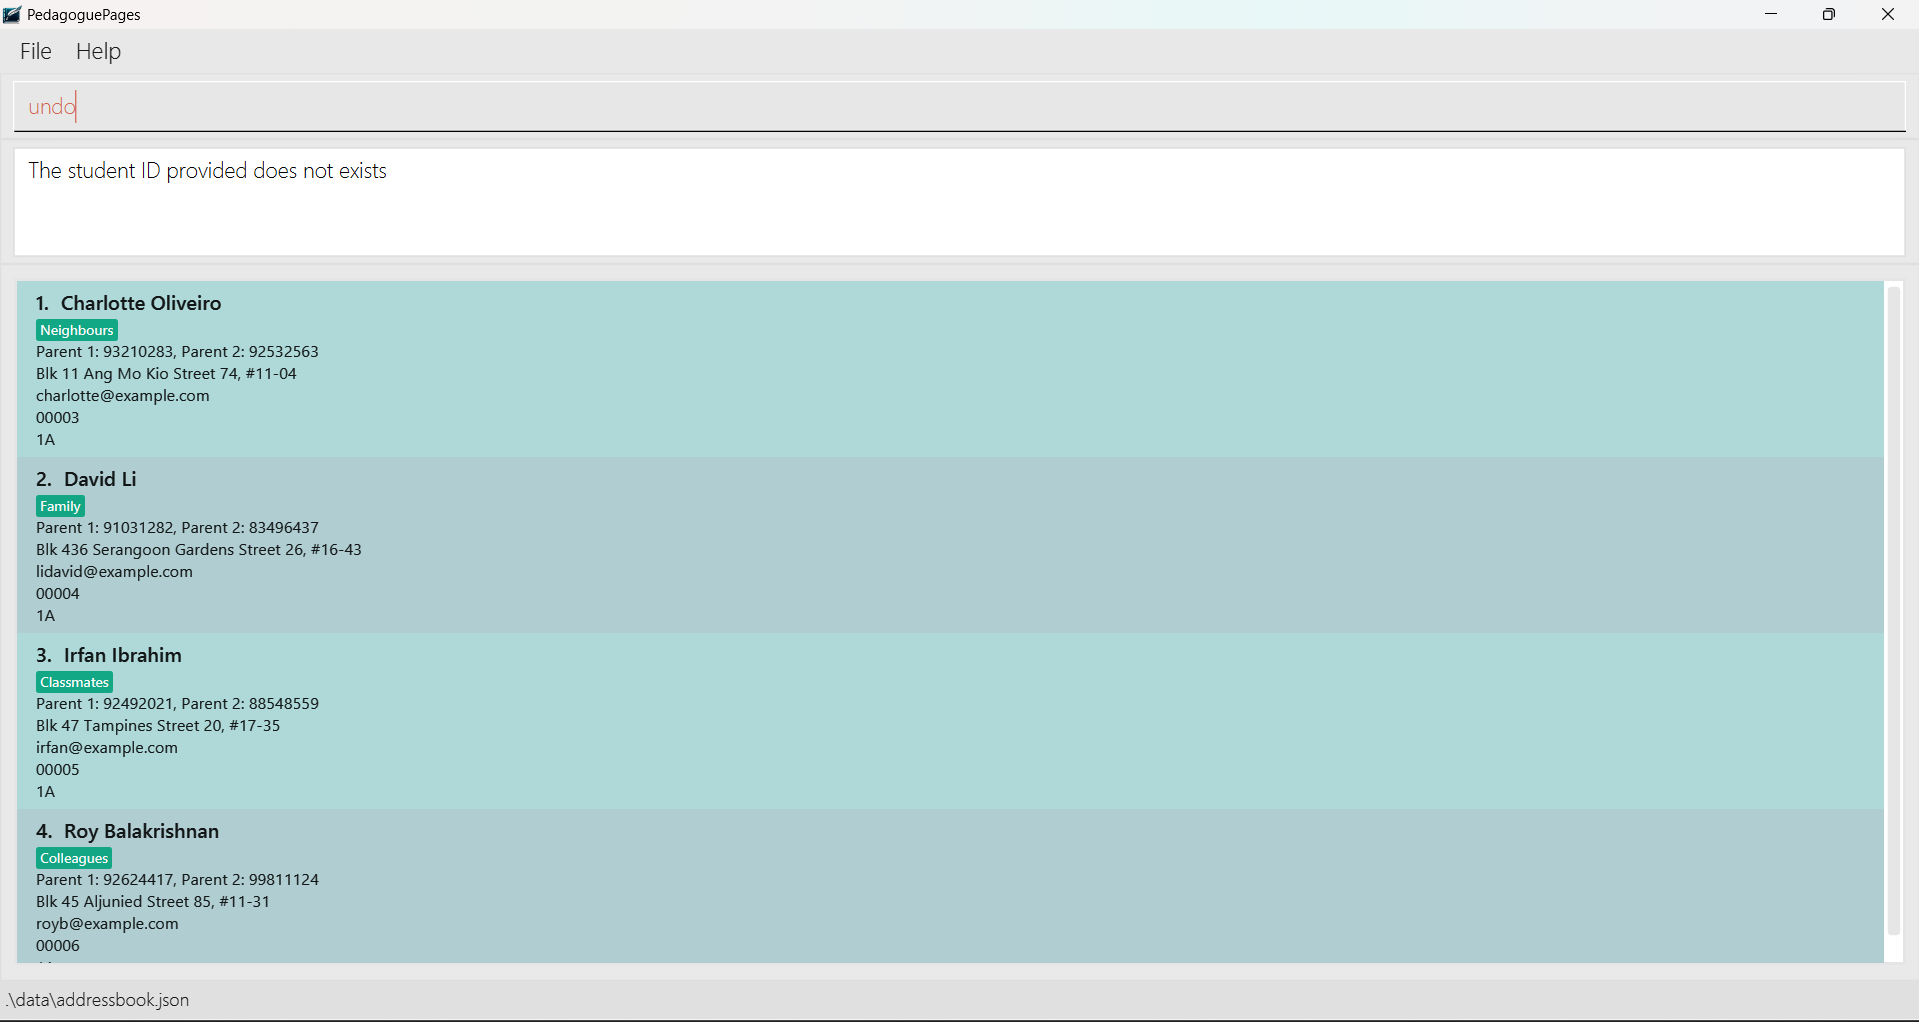 PedagoguePages
File Help
undo
The student ID provided does not exists
1. Charlotte Oliveiro
Neighbours
Parent 1: 93210283, Parent 2: 92532563
Blk 11 Ang Mo Kio Street 74, #11-04
charlotte@example.com
00003
1A
2. David Li
Family
Parent 1: 91031282, Parent 2: 83496437
Blk 436 Serangoon Gardens Street 26, #16-43
lidavid@example.com
00004
1A
3. Irfan Ibrahim
Classmates
Parent 1: 92492021, Parent 2: 88548559
Blk 47 Tampines Street 20, #17-35
irfan@example.com
00005
1A
4. Roy Balakrishnan
Colleagues
Parent 1: 92624417, Parent 2: 99811124
Blk 45 Aljunied Street 85, #11-31
royb@example.com
00006
.\data\addressbook.json